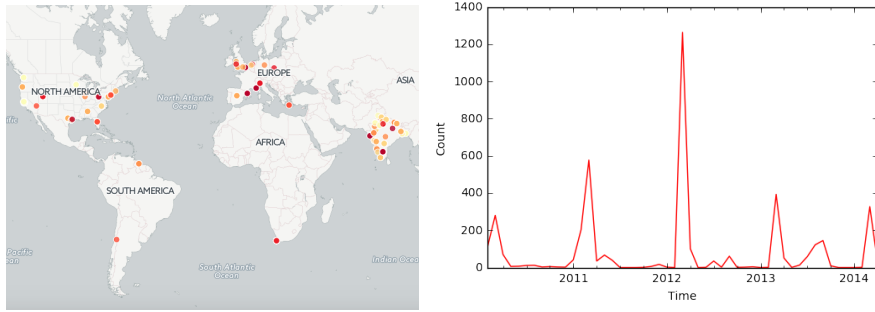 NORTH AMERICA
EUROPE
ASIA
North Atlantic
Ocean
AFRICA
SOUTH AMERICA
South Atlantic
Ocean
Indian Ocea
1400
1200
1000
800
600
400
200
0
Count
2011
2012
2013
2014
Time